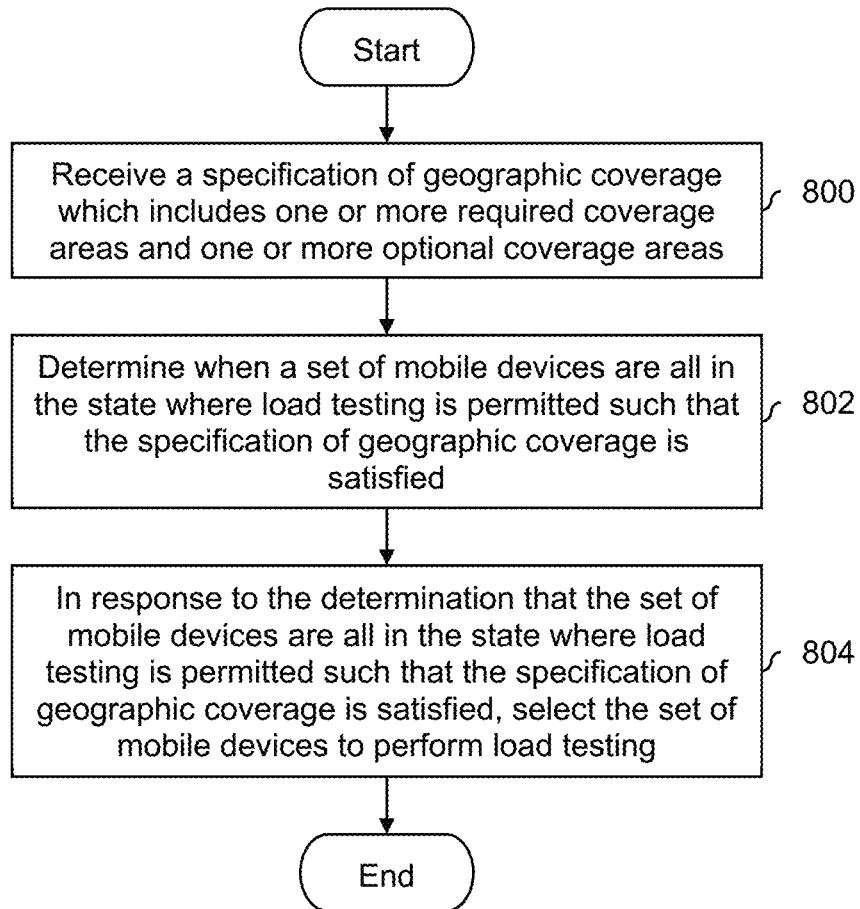 Start
Receive a specification of geographic coverage
which includes one or more required coverage
areas and one or more optional coverage areas
800
Determine when a set of mobile devices are all in
the state where load testing is permitted such that
the specification of geographic coverage is
satisfied
802
In response to the determination that the set of
mobile devices are all in the state where load
testing is permitted such that the specification of
geographic coverage is satisfied, select the set of
mobile devices to perform load testing
804
End